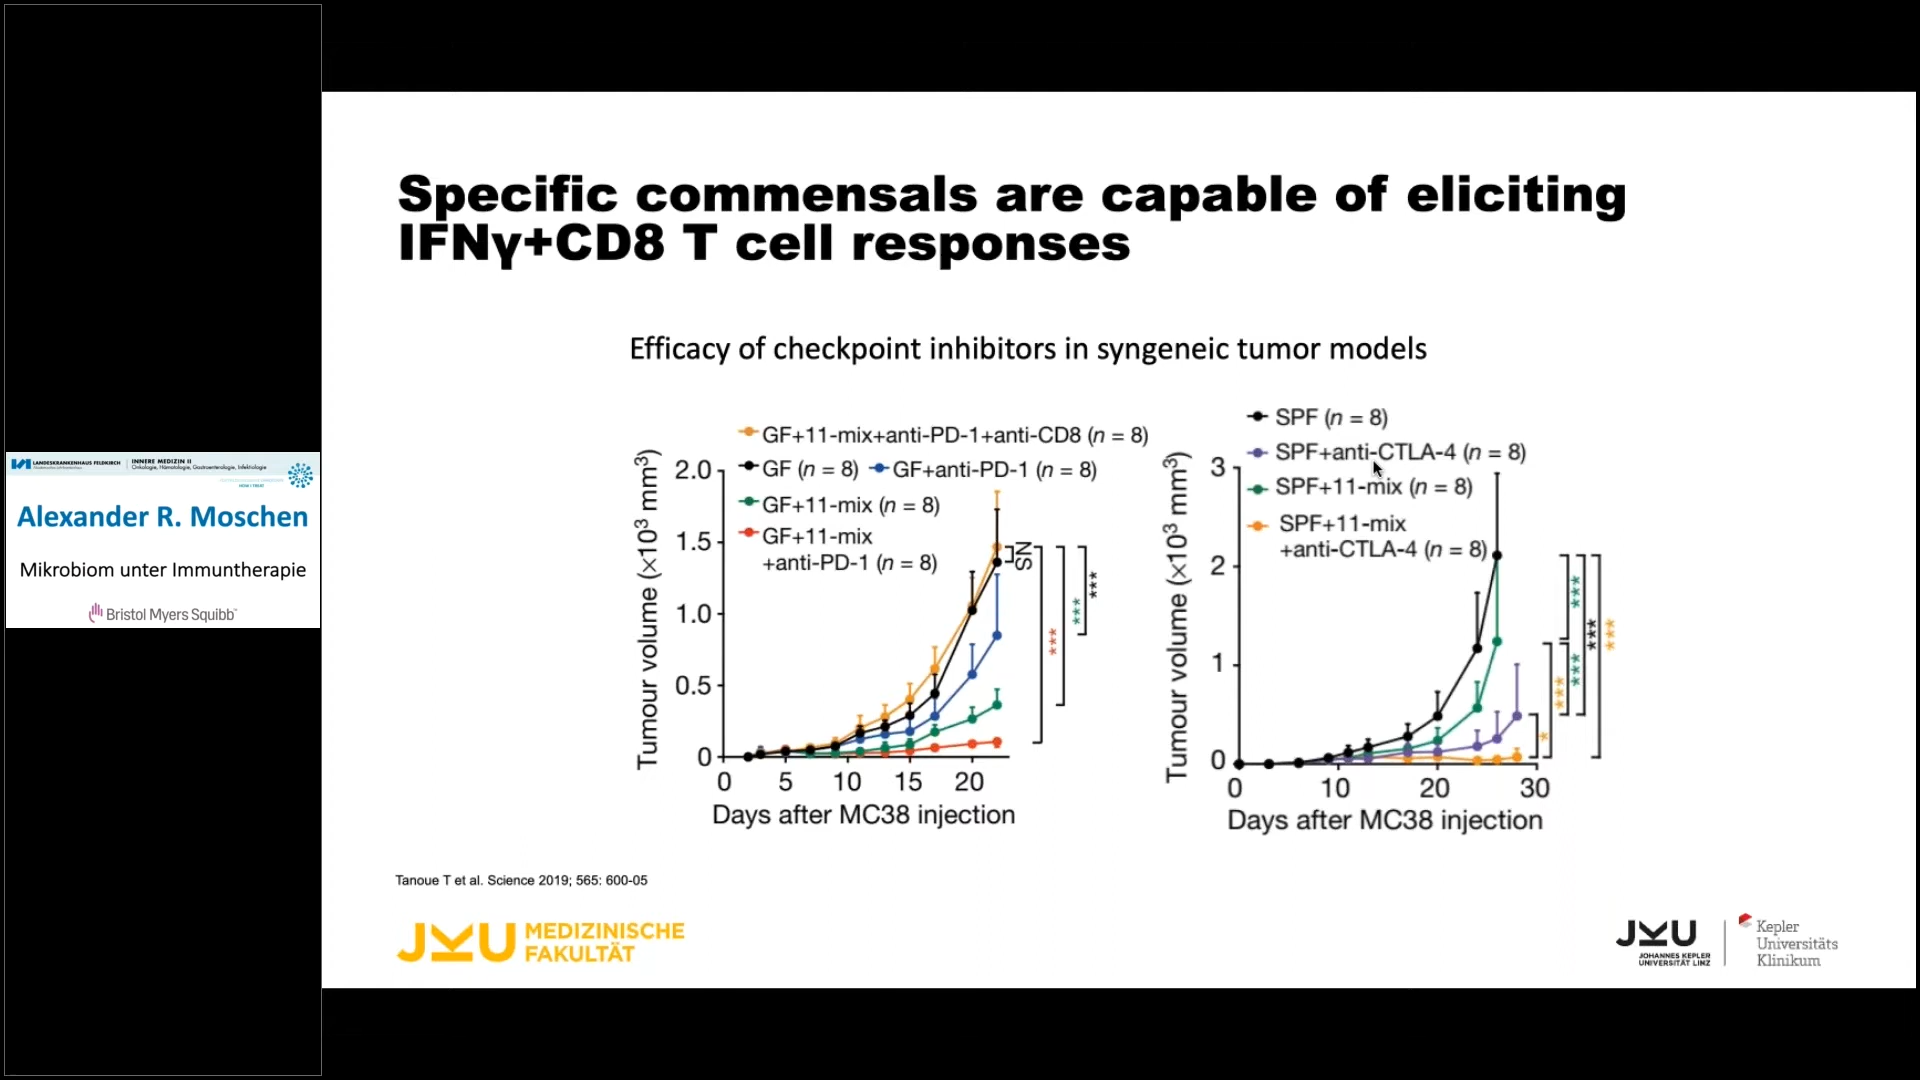 LANDESKRANKENHAUS FELDKIRCH
INNERE MEDIZIN II
Onkologie, Hämatologie, Gastroenterologie, Infektiologie
Alexander R. Moschen
Mikrobiom unter Immuntherapie
Bristol Myers Squibb™
Specific commensals are capable of eliciting
IFNγ+CD8 T cell responses
Efficacy of checkpoint inhibitors in syngeneic tumor models
GF+11-mix+anti-PD-1+anti-CD8 (n = 8)
GF (n = 8) GF+anti-PD-1 (n = 8)
GF+11-mix (n = 8)
GF+11-mix
+anti-PD-1 (n = 8)
Tumour volume (×10³ mm³)
2.0
1.5
1.0
0.5
0
0 5 10 15 20
Days after MC38 injection
NS
***
***
***
SPF (n = 8)
SPF+anti-CTLA-4 (n = 8)
SPF+11-mix (n = 8)
SPF+11-mix
+anti-CTLA-4 (n = 8)
Tumour volume (×10³ mm³)
3
2
1
0
0 10 20 30
Days after MC38 injection
*
***
***
***
***
***
Tanoue T et al. Science 2019; 565: 600-05
JKU MEDIZINISCHE
FAKULTÄT
JKU
JOHANNES KEPLER
UNIVERSITÄT LINZ
Kepler
Universitäts
Klinikum